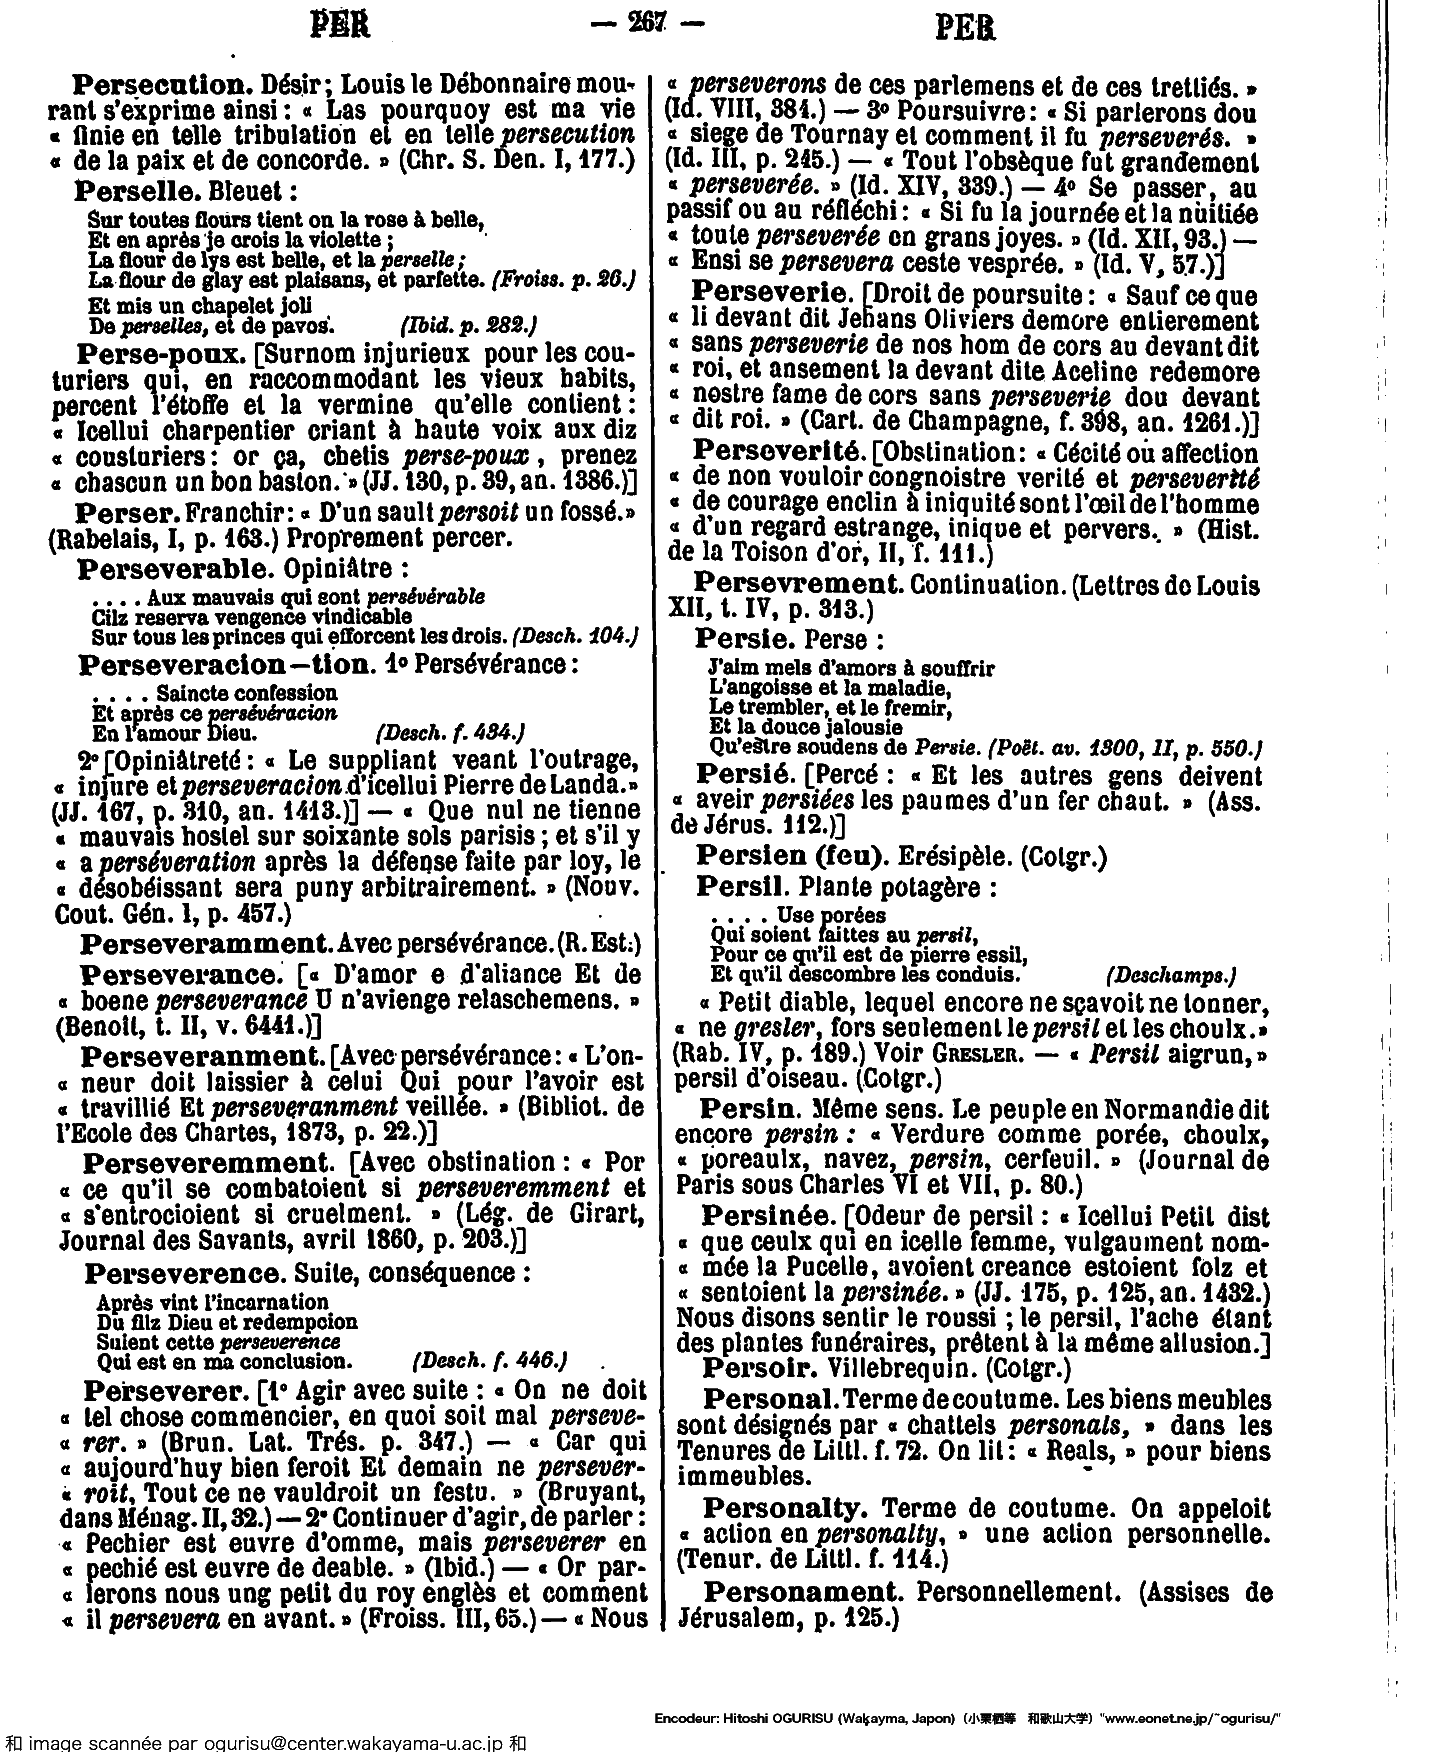 PER — 267 — PER
Persecution. Désir; Louis le Débonnaire mou-
rant s'exprime ainsi : « Las pourquoy est ma vie
« finie en telle tribulation et en telle persecution
« de la paix et de concorde. » (Chr. S. Den. I, 177.)
Perselle. Bleuet :
Sur toutes flours tient on la rose à belle,
Et en après je crois la violette ;
La flour de lys est belle, et la perselle ;
La flour de glay est plaisans, et parfette. (Froiss. p. 26.)
Et mis un chapelet joli
De perselles, et de pavos. (Ibid. p. 282.)
Perse-poux. [Surnom injurieux pour les cou-
turiers qui, en raccommodant les vieux habits,
percent l'étoffe et la vermine qu'elle contient :
« Icellui charpentier criant à haute voix aux diz
« cousturiers : or ça, chetis perse-poux , prenez
« chascun un bon baston. » (JJ. 130, p. 39, an. 1386.)]
Perser. Franchir : « D'un sault persoit un fossé.»
(Rabelais, I, p. 163.) Proprement percer.
Perseverable. Opiniâtre :
. . . . Aux mauvais qui sont persévérable
Cilz reserva vengence vindicable
Sur tous les princes qui efforcent les drois. (Desch. 104.)
Perseveracion-tion. 1º Persévérance :
. . . . Saincte confession
Et après ce persévéracion
En l'amour Dieu. (Desch. f. 434.)
2º [Opiniâtreté : « Le suppliant veant l'outrage,
« injure et perseveracion d'icellui Pierre de Landa.»
(JJ. 167, p. 310, an. 1413.)] — « Que nul ne tienne
« mauvais hostel sur soixante sols parisis ; et s'il y
« a perséveration après la défense faite par loy, le
« désobéissant sera puny arbitrairement. » (Nouv.
Cout. Gén. I, p. 457.)
Perseveramment. Avec persévérance. (R. Est.)
Perseverance. [« D'amor e d'aliance Et de
« boene perseverance U n'avienge relaschemens. »
(Benoit, t. II, v. 6441.)]
Perseveranment. [Avec persévérance : « L'on-
« neur doit laissier à celui Qui pour l'avoir est
« travillié Et perseveranment veillée. » (Bibliot. de
l'Ecole des Chartes, 1873, p. 22.)]
Perseveremment. [Avec obstination : « Por
« ce qu'il se combatoient si perseveremment et
« s'entrocioient si cruelment. » (Lég. de Girart,
Journal des Savants, avril 1860, p. 203.)]
Perseverence. Suite, conséquence :
Après vint l'incarnation
Du filz Dieu et redempcion
Suient cette perseverence
Qui est en ma conclusion. (Desch. f. 446.)
Perseverer. [1º Agir avec suite : « On ne doit
« tel chose commencier, en quoi soit mal perseve-
« rer. » (Brun. Lat. Trés. p. 347.) — « Car qui
« aujourd'huy bien feroit Et demain ne persever-
« roit, Tout ce ne vauldroit un festu. » (Bruyant,
dans Ménag. II, 32.) — 2º Continuer d'agir, de parler :
« Pechier est euvre d'omme, mais perseverer en
« pechié est euvre de deable. » (Ibid.) — « Or par-
« lerons nous ung petit du roy englès et comment
« il persevera en avant. » (Froiss. III, 65.) — « Nous
« perseverons de ces parlemens et de ces trettiés. »
(Id. VIII, 384.) — 3º Poursuivre : « Si parlerons dou
« siege de Tournay et comment il fu perseverés. »
(Id. III, p. 245.) — « Tout l'obsèque fut grandement
« perseverée. » (Id. XIV, 339.) — 4º Se passer, au
passif ou au réfléchi : « Si fu la journée et la nuitiée
« toute perseverée en grans joyes. » (Id. XII, 93.) —
« Ensi se persevera ceste vesprée. » (Id. V, 57.)]
Perseverie. [Droit de poursuite : « Sauf ce que
« li devant dit Jehans Oliviers demore entierement
« sans perseverie de nos hom de cors au devant dit
« roi, et ansement la devant dite Aceline redemore
« nostre fame de cors sans perseverie dou devant
« dit roi. » (Cart. de Champagne, f. 398, an. 1261.)]
Perseverité. [Obstination : « Cécité où affection
« de non vouloir congnoistre verité et perseverité
« de courage enclin à iniquité sont l'œil de l'homme
« d'un regard estrange, inique et pervers. » (Hist.
de la Toison d'or, II, f. 111.)
Persevrement. Continuation. (Lettres de Louis
XII, t. IV, p. 313.)
Persie. Perse :
J'aim mels d'amors à souffrir
L'angoisse et la maladie,
Le trembler, et le fremir,
Et la douce jalousie
Qu'estre soudens de Persie. (Poët. av. 1300, II, p. 550.)
Persié. [Percé : « Et les autres gens deivent
« aveir persiées les paumes d'un fer chaut. » (Ass.
de Jérus. 112.)]
Persien (feu). Erésipèle. (Cotgr.)
Persil. Plante potagère :
. . . . Use porées
Qui soient faittes au persil,
Pour ce qu'il est de pierre essil,
Et qu'il descombre les conduis. (Deschamps.)
« Petit diable, lequel encore ne sçavoit ne tonner,
« ne gresler, fors seulement le persil et les choulx.»
(Rab. IV, p. 189.) Voir GRESLER. — « Persil aigrun, »
persil d'oiseau. (Cotgr.)
Persin. Même sens. Le peuple en Normandie dit
encore persin : « Verdure comme porée, choulx,
« poreaulx, navez, persin, cerfeuil. » (Journal de
Paris sous Charles VI et VII, p. 80.)
Persinée. [Odeur de persil : « Icellui Petit dist
« que ceulx qui en icelle femme, vulgaument nom-
« mée la Pucelle, avoient creance estoient folz et
« sentoient la persinée. » (JJ. 175, p. 125, an. 1432.)
Nous disons sentir le roussi ; le persil, l'ache étant
des plantes funéraires, prêtent à la même allusion.]
Persoir. Villebrequin. (Cotgr.)
Personal. Terme de coutume. Les biens meubles
sont désignés par « chattels personals, » dans les
Tenures de Littl. f. 72. On lit : « Reals, » pour biens
immeubles.
Personalty. Terme de coutume. On appeloit
« action en personalty, » une action personnelle.
(Tenur. de Littl. f. 114.)
Personament. Personnellement. (Assises de
Jérusalem, p. 125.)
Encodeur: Hitoshi OGURISU (Wakayma, Japon) (小栗栖等 和歌山大学) "www.eonet.ne.jp/~ogurisu/"
和 image scannée par ogurisu@center.wakayama-u.ac.jp 和